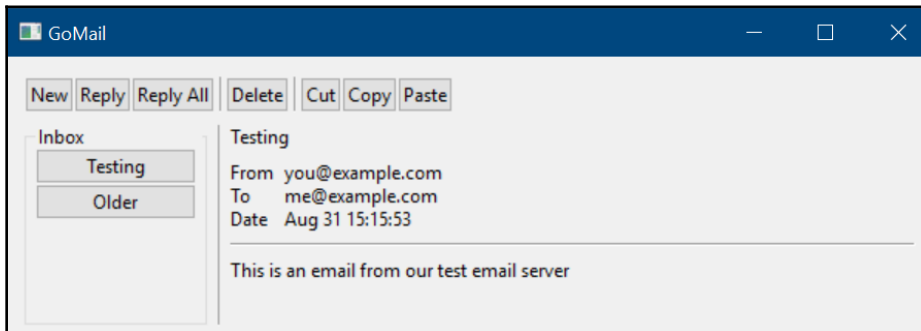 GoMail
New Reply Reply All Delete Cut Copy Paste
Inbox
Testing
Older
Testing
From you@example.com
To me@example.com
Date Aug 31 15:15:53
This is an email from our test email server